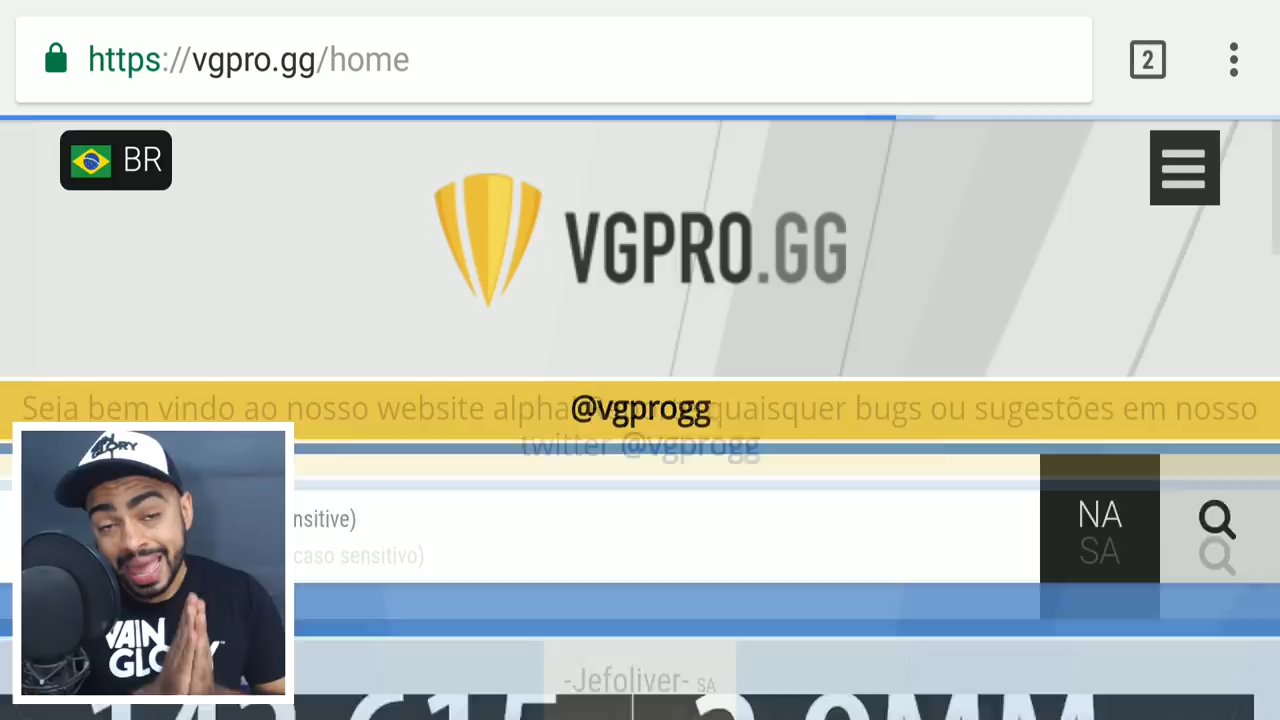 https://vgpro.gg/home
2
BR
VGPRO.GG
@vgprogg
Seja bem vindo ao nosso website alpha quaisquer bugs ou sugestões em nosso
twitter @vgprogg
nsitive)
caso sensitivo)
NA
SA
-Jefoliver- SA
GLORY
VAIN
GLORY